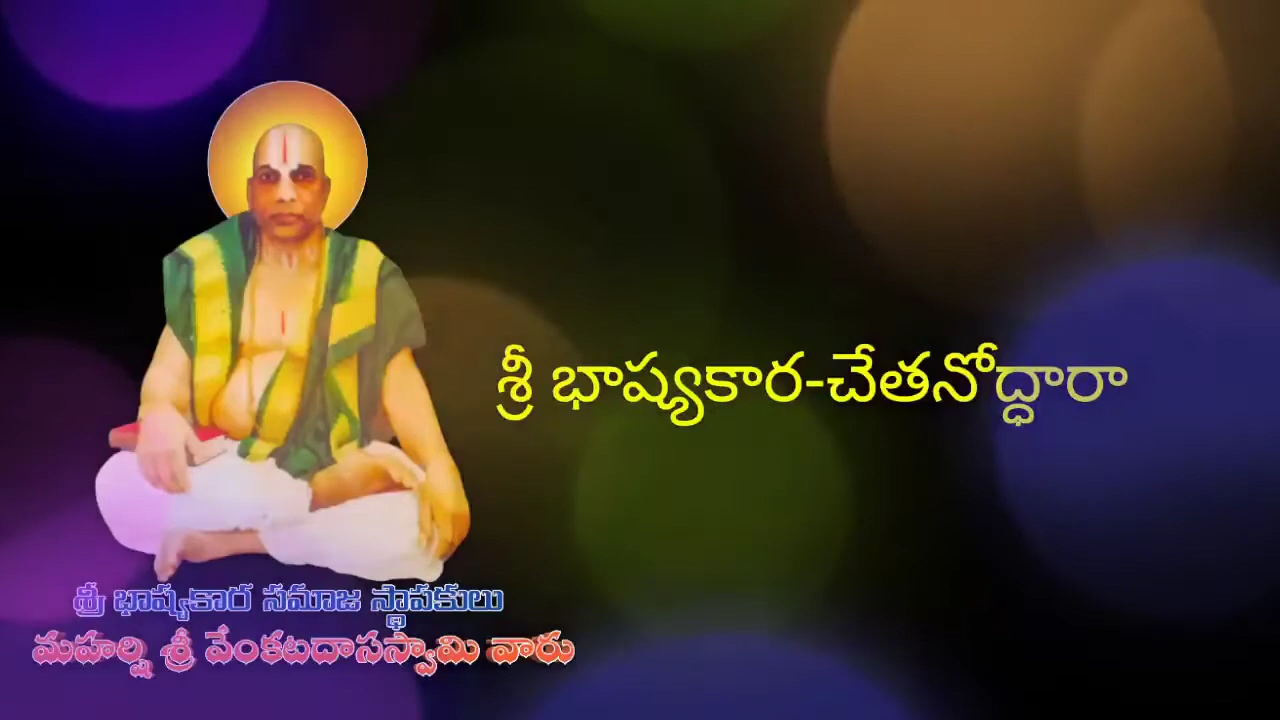 శ్రీ భాష్యకార-చేతనోద్ధారా
శ్రీ భాష్యకార సమాజ స్థాపకులు
మహర్షి శ్రీ వేంకటదాసస్వామి వారు